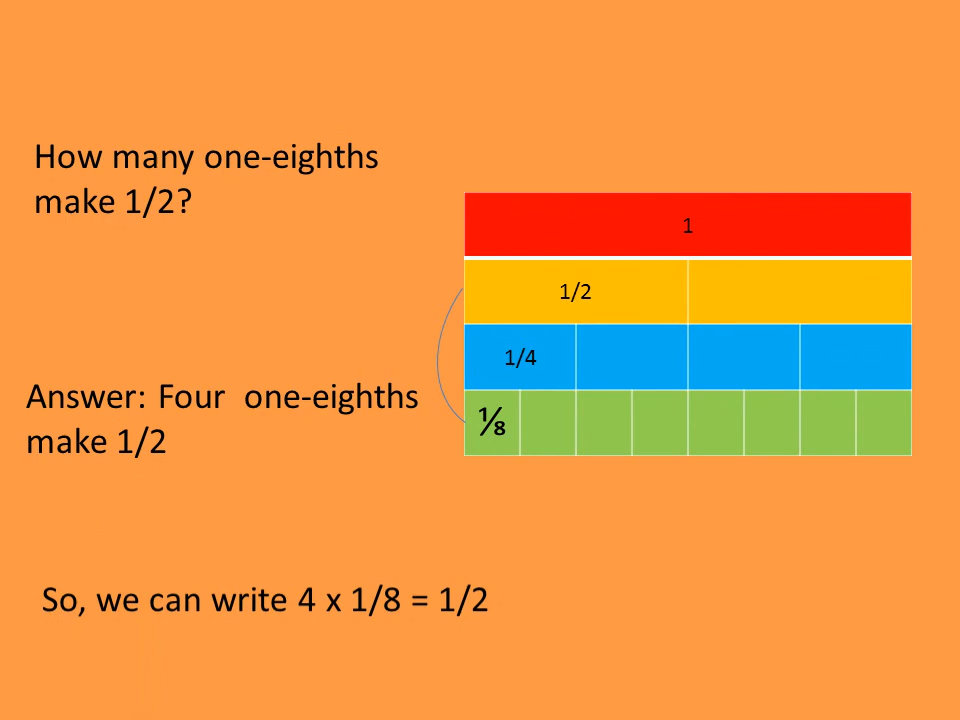 How many one-eighths
make 1/2?
1
1/2
1/4
⅛
Answer: Four  one-eighths
make 1/2
So, we can write 4 x 1/8 = 1/2